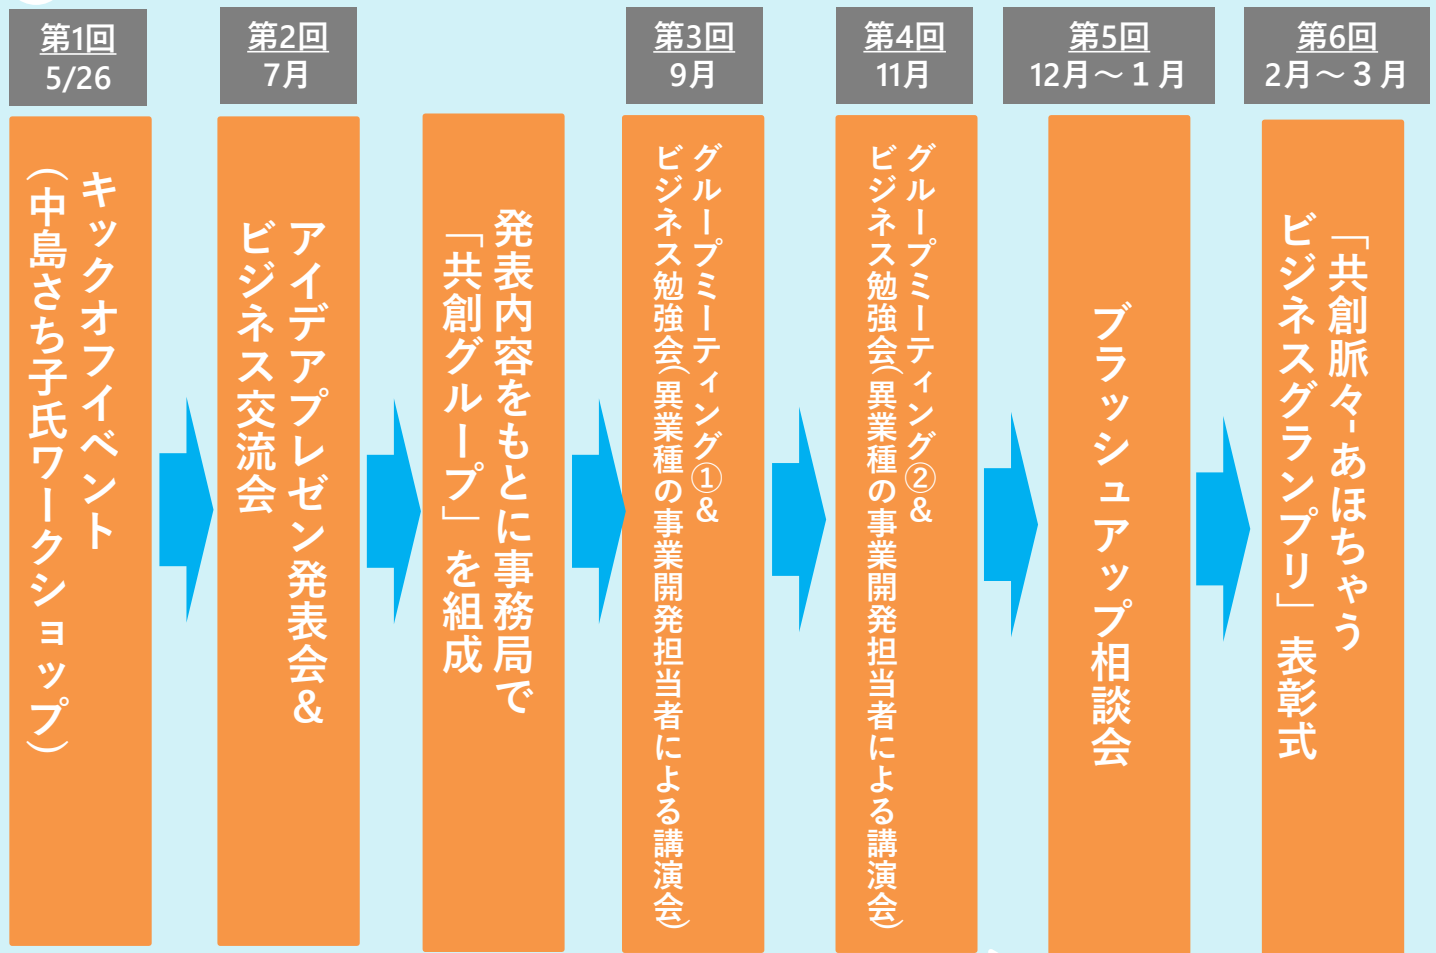 第1回
5/26
キックオフイベント
（中島さち子氏ワークショップ）
第2回
7月
アイデアプレゼン発表会＆
ビジネス交流会
発表内容をもとに事務局で
「共創グループ」を組成
第3回
9月
グループミーティング①＆
ビジネス勉強会（異業種の事業開発担当者による講演会）
第4回
11月
グループミーティング②＆
ビジネス勉強会（異業種の事業開発担当者による講演会）
第5回
12月～１月
ブラッシュアップ相談会
第6回
2月～３月
「共創脈々-あほちゃう
ビジネスグランプリ」表彰式